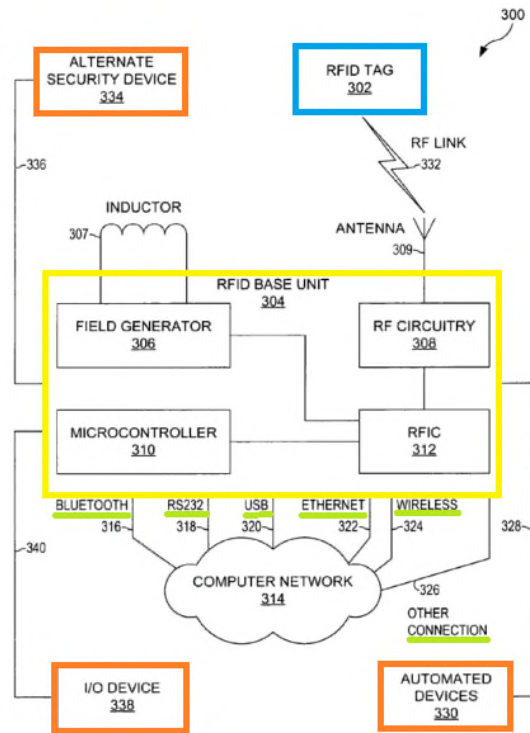 300
ALTERNATE
SECURITY DEVICE
334
RFID TAG
302
336
RF LINK
332
INDUCTOR
307
ANTENNA
309
RFID BASE UNIT
304
FIELD GENERATOR
306
RF CIRCUITRY
308
MICROCONTROLLER
310
RFIC
312
BLUETOOTH
RS232
USB
ETHERNET
WIRELESS
316
318
320
322
324
328
340
COMPUTER NETWORK
314
326
OTHER
CONNECTION
I/O DEVICE
338
AUTOMATED
DEVICES
330